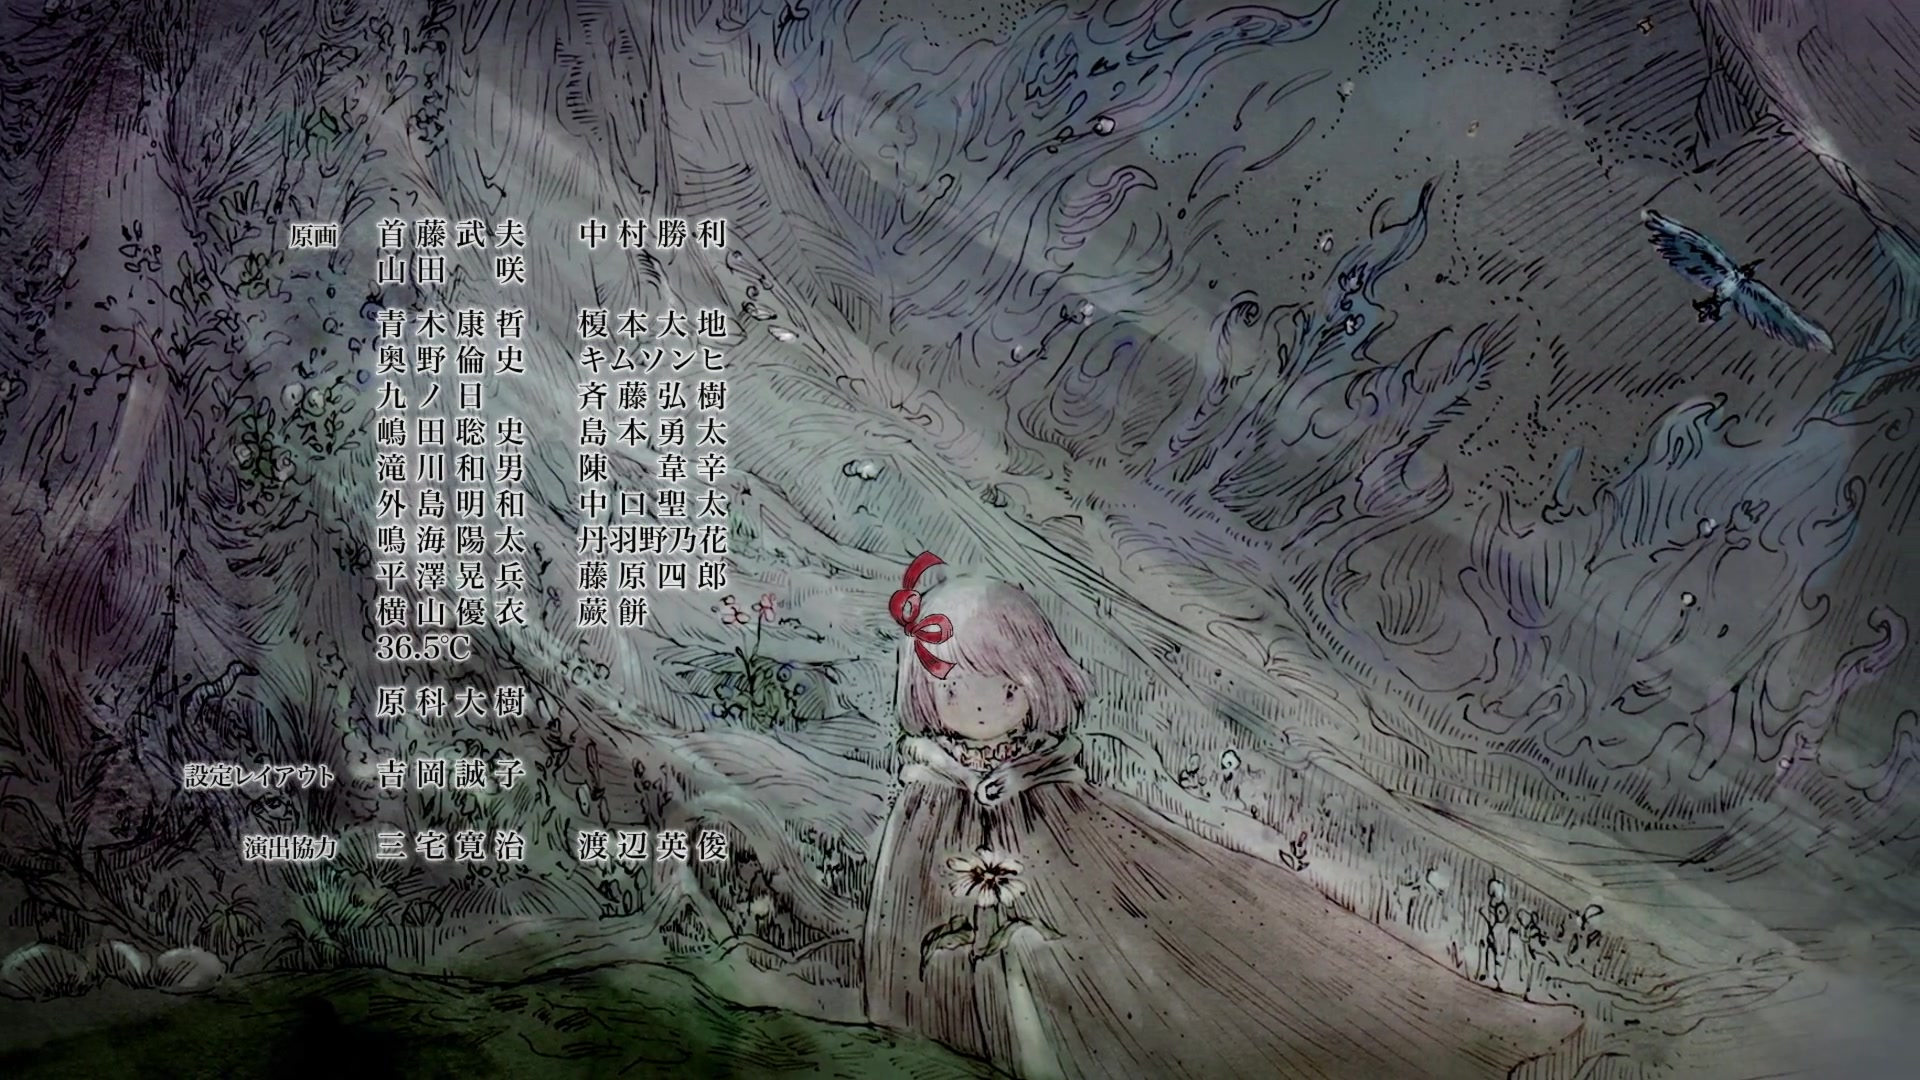 原画 首藤武夫 中村勝利
山田 咲
青木康哲 榎本大地
奥野倫史 キムソンヒ
九ノ日 斉藤弘樹
嶋田聡史 島本勇太
滝川和男 陳 韋辛
外島明和 中口聖太
鳴海陽太 丹羽野乃花
平澤晃兵 藤原四郎
横山優衣 蕨餅
36.5℃
原科大樹
設定レイアウト 吉岡誠子
演出協力 三宅寛治 渡辺英俊